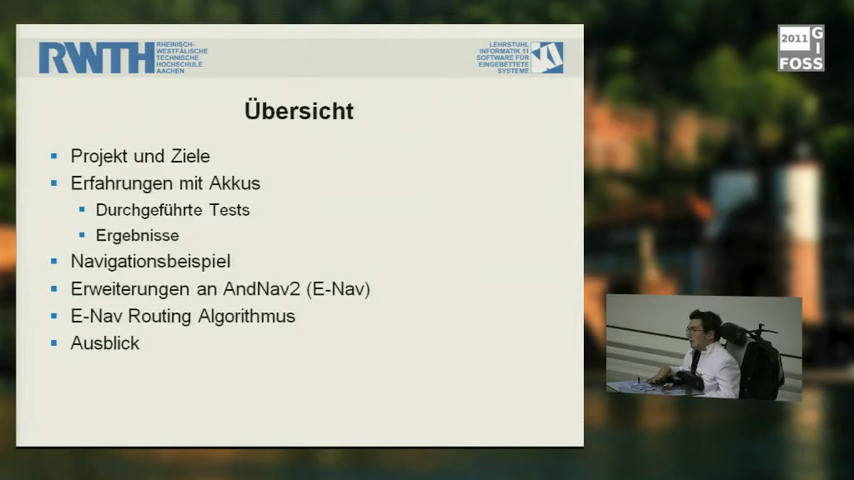 RWTH
RHEINISCH-
WESTFÄLISCHE
TECHNISCHE
HOCHSCHULE
AACHEN
LEHRSTUHL
INFORMATIK 11
SOFTWARE FÜR
EINGEBETTETE
SYSTEME
2011
GI
FOSS
Übersicht
Projekt und Ziele
Erfahrungen mit Akkus
Durchgeführte Tests
Ergebnisse
Navigationsbeispiel
Erweiterungen an AndNav2 (E-Nav)
E-Nav Routing Algorithmus
Ausblick